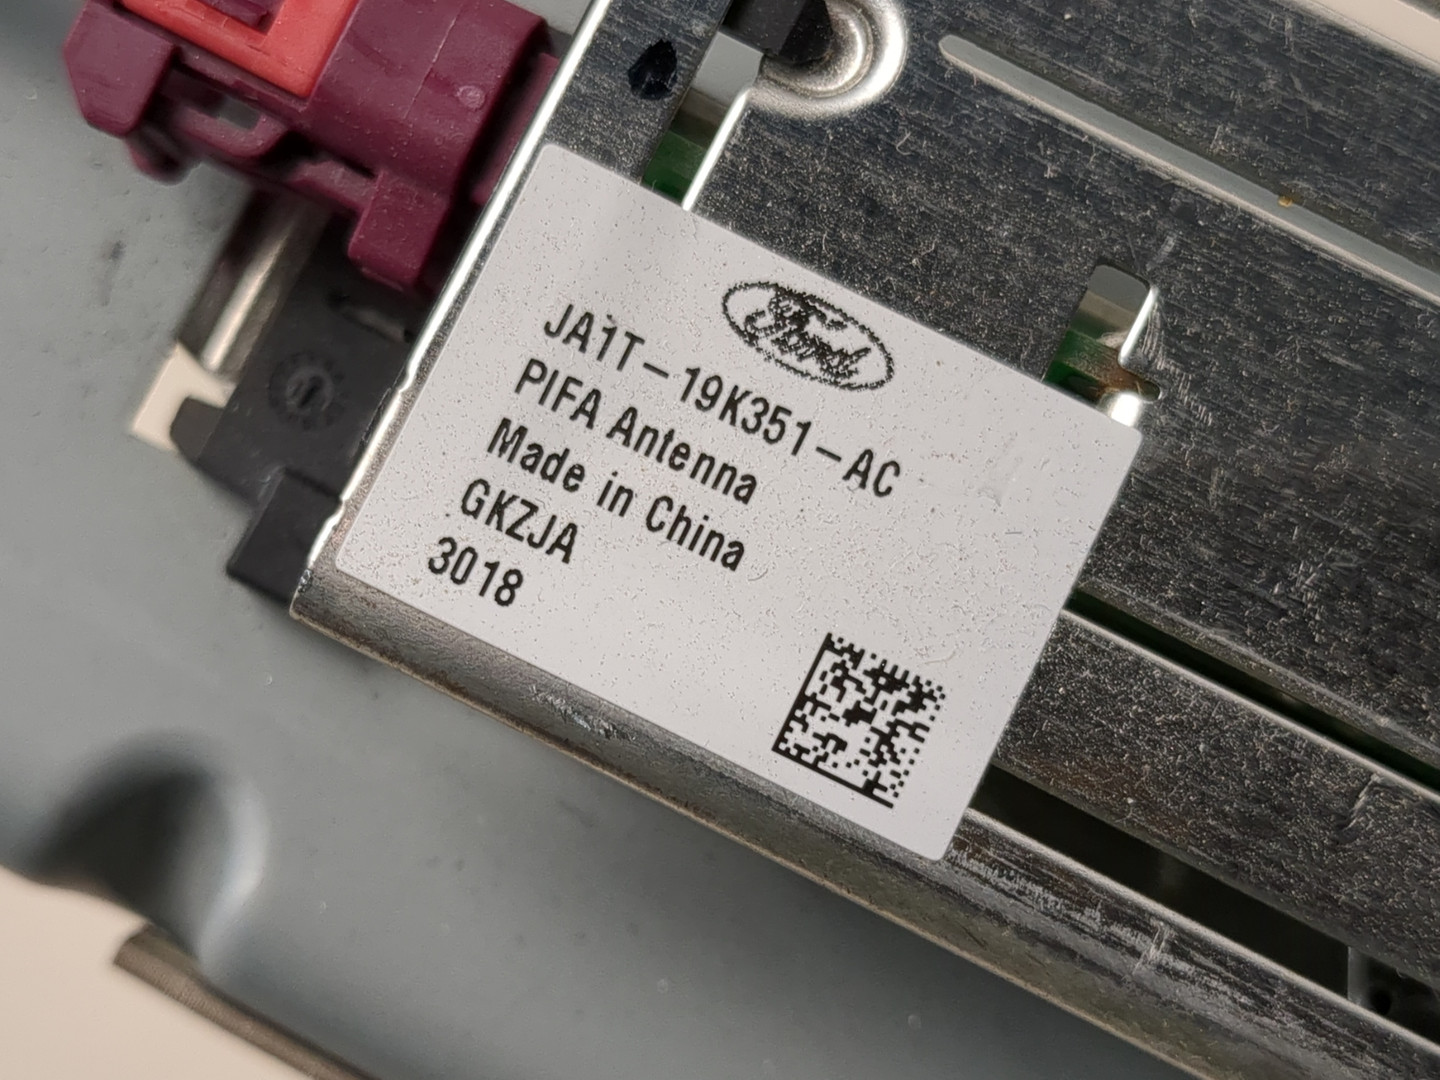 Ford
JA1T-19K351-AC
PIFA Antenna
Made in China
GKZJA
3018